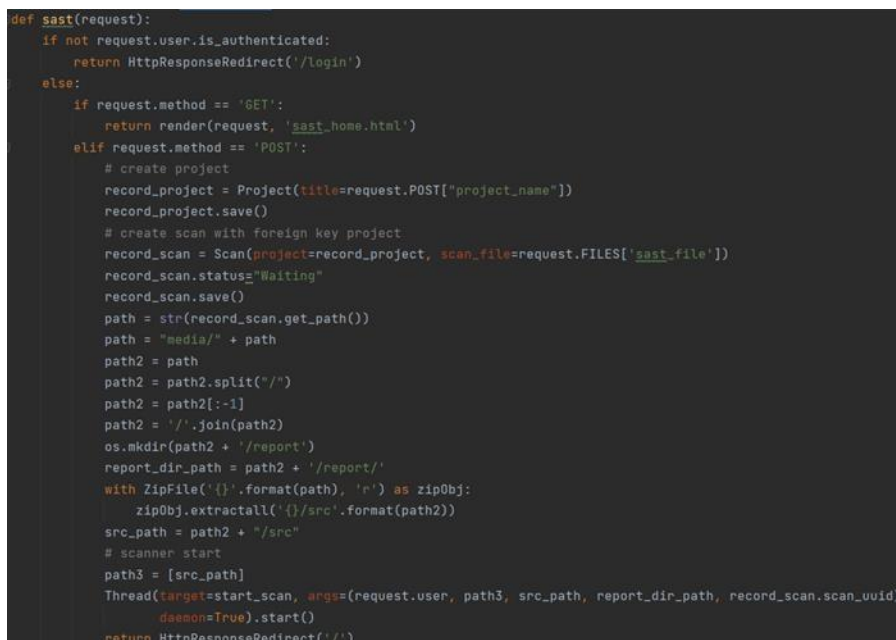 def sast(request):
    if not request.user.is_authenticated:
        return HttpResponseRedirect('/login')
    else:
        if request.method == 'GET':
            return render(request, 'sast_home.html')
        elif request.method == 'POST':
            # create project
            record_project = Project(title=request.POST["project_name"])
            record_project.save()
            # create scan with foreign key project
            record_scan = Scan(project=record_project, scan_file=request.FILES['sast_file'])
            record_scan.status="Waiting"
            record_scan.save()
            path = str(record_scan.get_path())
            path = "media/" + path
            path2 = path
            path2 = path2.split("/")
            path2 = path2[:-1]
            path2 = '/'.join(path2)
            os.mkdir(path2 + '/report')
            report_dir_path = path2 + '/report/'
            with ZipFile('{}'.format(path), 'r') as zipObj:
                zipObj.extractall('{}/src'.format(path2))
            src_path = path2 + "/src"
            # scanner start
            path3 = [src_path]
            Thread(target=start_scan, args=(request.user, path3, src_path, report_dir_path, record_scan.scan_uuid)
                   daemon=True).start()
            return HttpResponseRedirect('/')